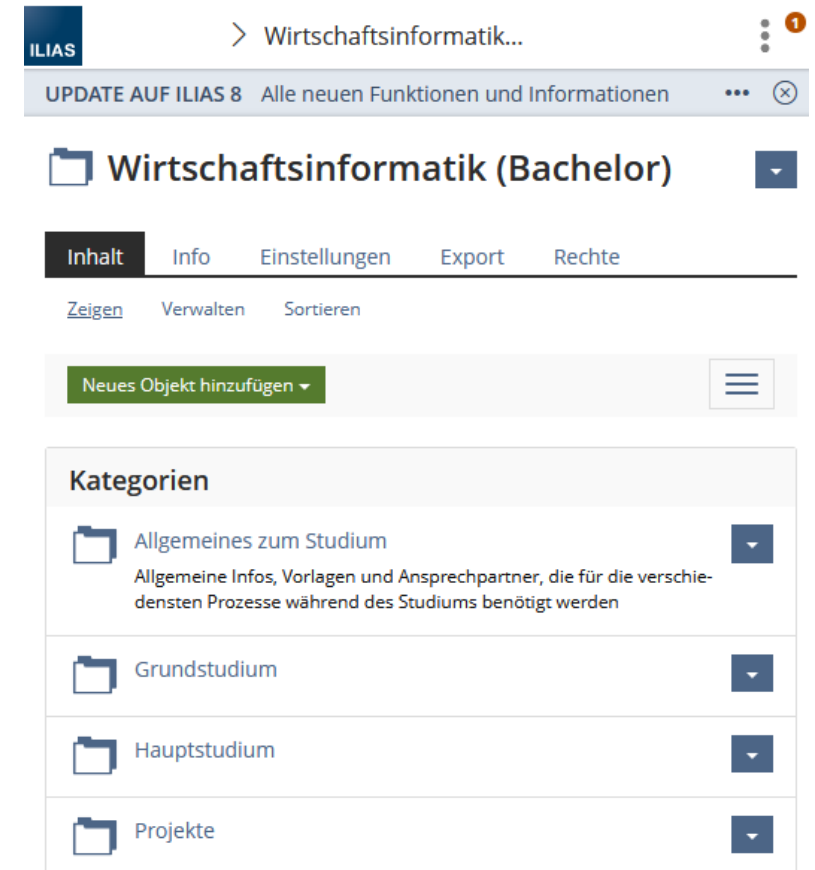 ILIAS
Wirtschaftsinformatik...
1
UPDATE AUF ILIAS 8 Alle neuen Funktionen und Informationen
Wirtschaftsinformatik (Bachelor)
Inhalt Info Einstellungen Export Rechte
Zeigen Verwalten Sortieren
Neues Objekt hinzufügen
Kategorien
Allgemeines zum Studium
Allgemeine Infos, Vorlagen und Ansprechpartner, die für die verschie-
densten Prozesse während des Studiums benötigt werden
Grundstudium
Hauptstudium
Projekte